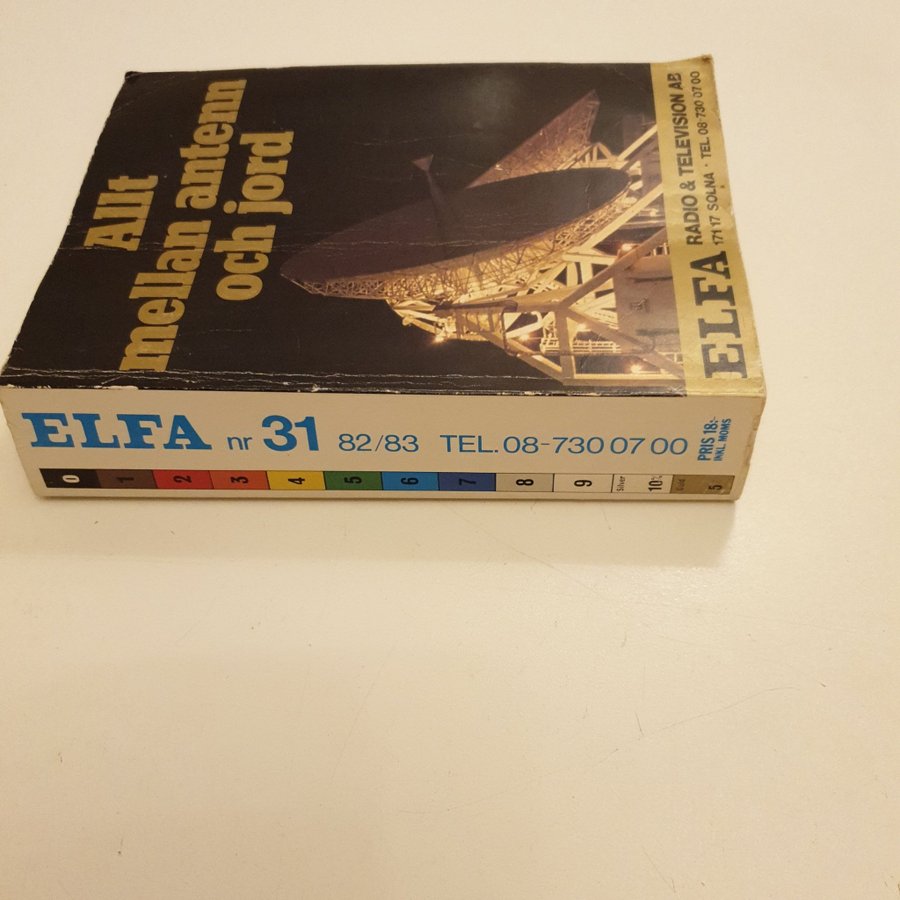 Allt
mellan antenn
och jord
ELFA RADIO & TELEVISION AB
171 17 SOLNA · TEL. 08-730 07 00
ELFA nr 31 82/83 TEL. 08-730 07 00 PRIS 18:-
INKL. MOMS
0 1 2 3 4 5 6 7 8 9 Silver 10% Guld 5